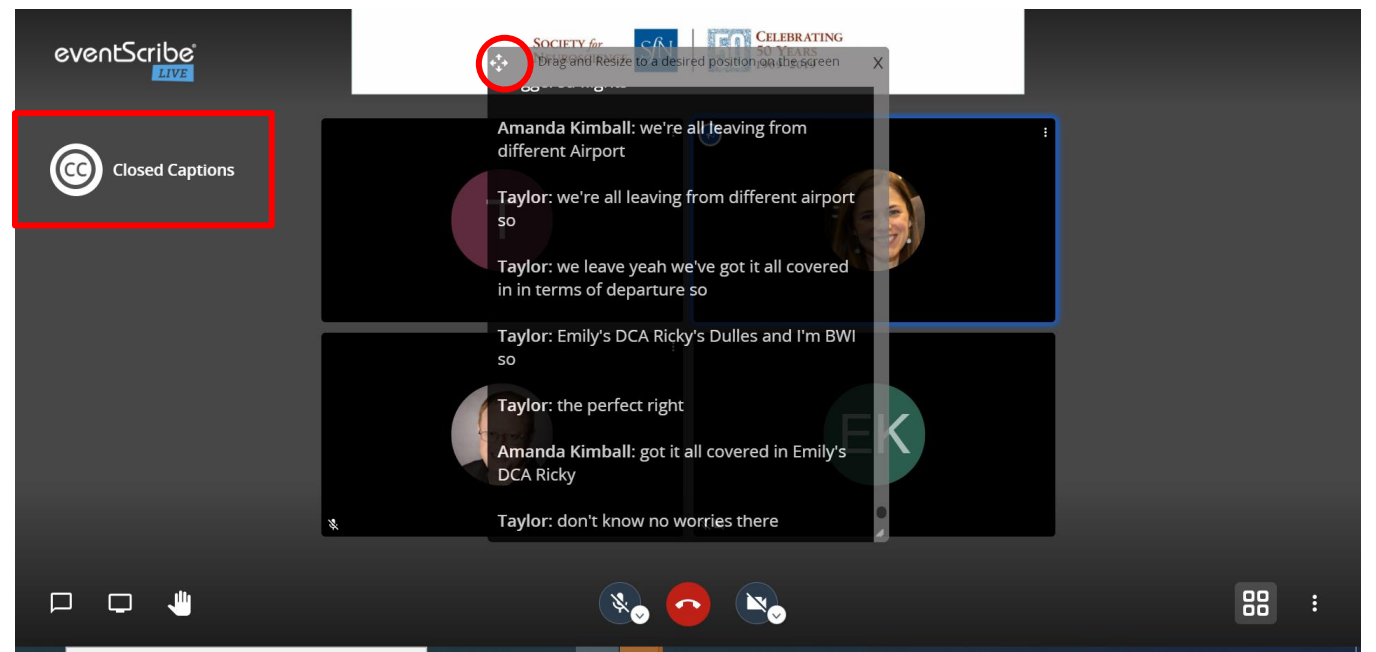 eventScribe
LIVE
SOCIETY for
SfN
CELEBRATING
50 YEARS
Drag and Resize to a desired position on the screen
X
Amanda Kimball: we're all leaving from
different Airport
CC
Closed Captions
Taylor: we're all leaving from different airport
so
T
Taylor: we leave yeah we've got it all covered
in in terms of departure so
Taylor: Emily's DCA Ricky's Dulles and I'm BWI
so
Taylor: the perfect right
EK
Amanda Kimball: got it all covered in Emily's
DCA Ricky
Taylor: don't know no worries there